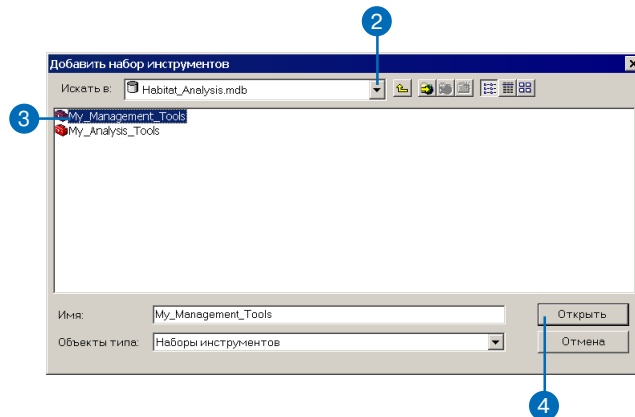 2
Добавить набор инструментов
Искать в: Habitat_Analysis.mdb
3
My_Management_Tools
My_Analysis_Tools
Имя: My_Management_Tools
Открыть
Объекты типа: Наборы инструментов
Отмена
4